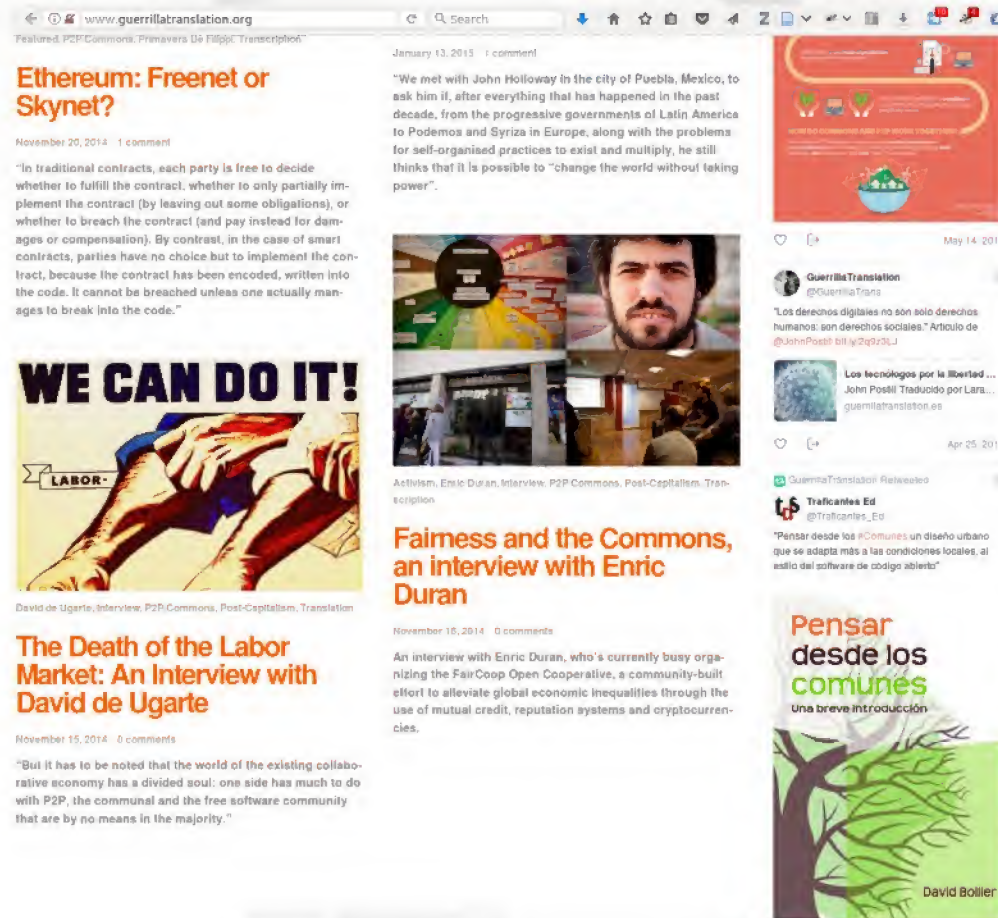 www.guerrillatranslation.org
Search
Featured, P2P Commons, Primavera De Filippi, Transcription
Ethereum: Freenet or
Skynet?
November 20, 2014 1 comment
"In traditional contracts, each party is free to decide
whether to fulfill the contract, whether to only partially im-
plement the contract (by leaving out some obligations), or
whether to breach the contract (and pay instead for dam-
ages or compensation). By contrast, in the case of smart
contracts, parties have no choice but to implement the con-
tract, because the contract has been encoded, written into
the code. It cannot be breached unless one actually man-
ages to break into the code."
WE CAN DO IT!
LABOR-
David de Ugarte, Interview, P2P Commons, Post-Capitalism, Translation
The Death of the Labor
Market: An Interview with
David de Ugarte
November 15, 2014 0 comments
"But it has to be noted that the world of the existing collabo-
rative economy has a divided soul: one side has much to do
with P2P, the communal and the free software community
that are by no means in the majority."
January 13, 2015 1 comment
"We met with John Holloway in the city of Puebla, Mexico, to
ask him if, after everything that has happened in the past
decade, from the progressive governments of Latin America
to Podemos and Syriza in Europe, along with the problems
for self-organised practices to exist and multiply, he still
thinks that it is possible to "change the world without taking
power".
Activism, Enric Duran, Interview, P2P Commons, Post-Capitalism, Tran-
scription
Fairness and the Commons,
an interview with Enric
Duran
November 16, 2014 0 comments
An interview with Enric Duran, who's currently busy orga-
nizing the FairCoop Open Cooperative, a community-built
effort to alleviate global economic inequalities through the
use of mutual credit, reputation systems and cryptocurren-
cies.
May 14, 201
GuerrillaTranslation
@GuerrillaTrans
"Los derechos digitales no son solo derechos
humanos: son derechos sociales." Artículo de
@JohnPostill
Los tecnólogos por la libertad ...
John Postill Traducido por Lara...
guerrillatranslation.es
Apr 25, 201
GuerrillaTranslation Retweeted
Traficantes Ed
@Traficantes_Ed
"Pensar desde los #Comunes un diseño urbano
que se adapta más a las condiciones locales, al
estilo del software de código abierto"
Pensar
desde los
comunes
Una breve introducción
David Bollier